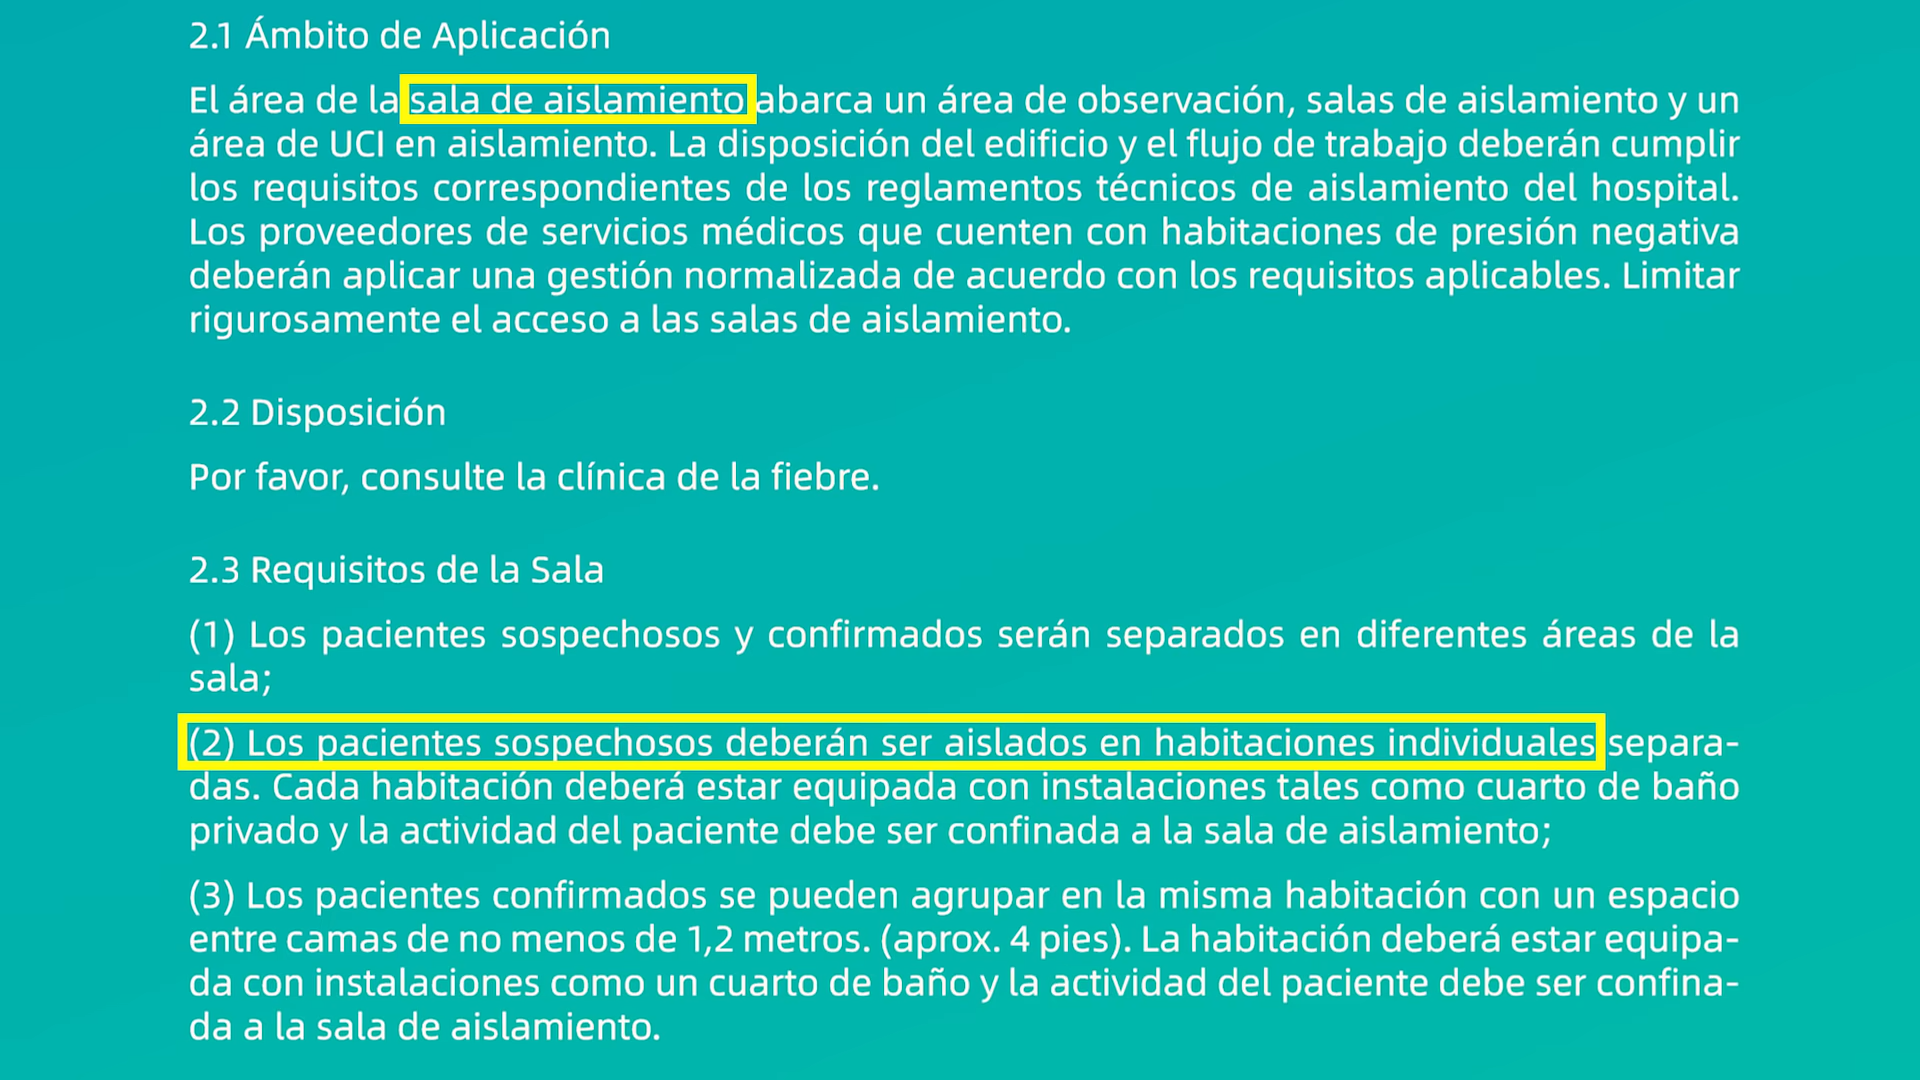 2.1 Ámbito de Aplicación
El área de la sala de aislamiento abarca un área de observación, salas de aislamiento y un
área de UCI en aislamiento. La disposición del edificio y el flujo de trabajo deberán cumplir
los requisitos correspondientes de los reglamentos técnicos de aislamiento del hospital.
Los proveedores de servicios médicos que cuenten con habitaciones de presión negativa
deberán aplicar una gestión normalizada de acuerdo con los requisitos aplicables. Limitar
rigurosamente el acceso a las salas de aislamiento.
2.2 Disposición
Por favor, consulte la clínica de la fiebre.
2.3 Requisitos de la Sala
(1) Los pacientes sospechosos y confirmados serán separados en diferentes áreas de la
sala;
(2) Los pacientes sospechosos deberán ser aislados en habitaciones individuales separa-
das. Cada habitación deberá estar equipada con instalaciones tales como cuarto de baño
privado y la actividad del paciente debe ser confinada a la sala de aislamiento;
(3) Los pacientes confirmados se pueden agrupar en la misma habitación con un espacio
entre camas de no menos de 1,2 metros. (aprox. 4 pies). La habitación deberá estar equipa-
da con instalaciones como un cuarto de baño y la actividad del paciente debe ser confina-
da a la sala de aislamiento.